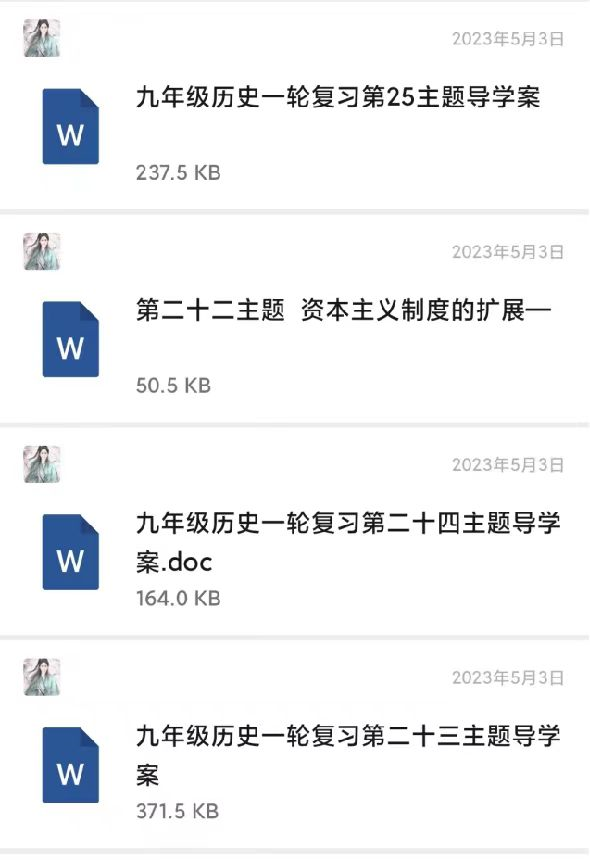 2023年5月3日
九年级历史一轮复习第25主题导学案
W
237.5 KB
2023年5月3日
第二十二主题 资本主义制度的扩展—
W
50.5 KB
2023年5月3日
九年级历史一轮复习第二十四主题导学
案.doc
W
164.0 KB
2023年5月3日
九年级历史一轮复习第二十三主题导学
案
W
371.5 KB